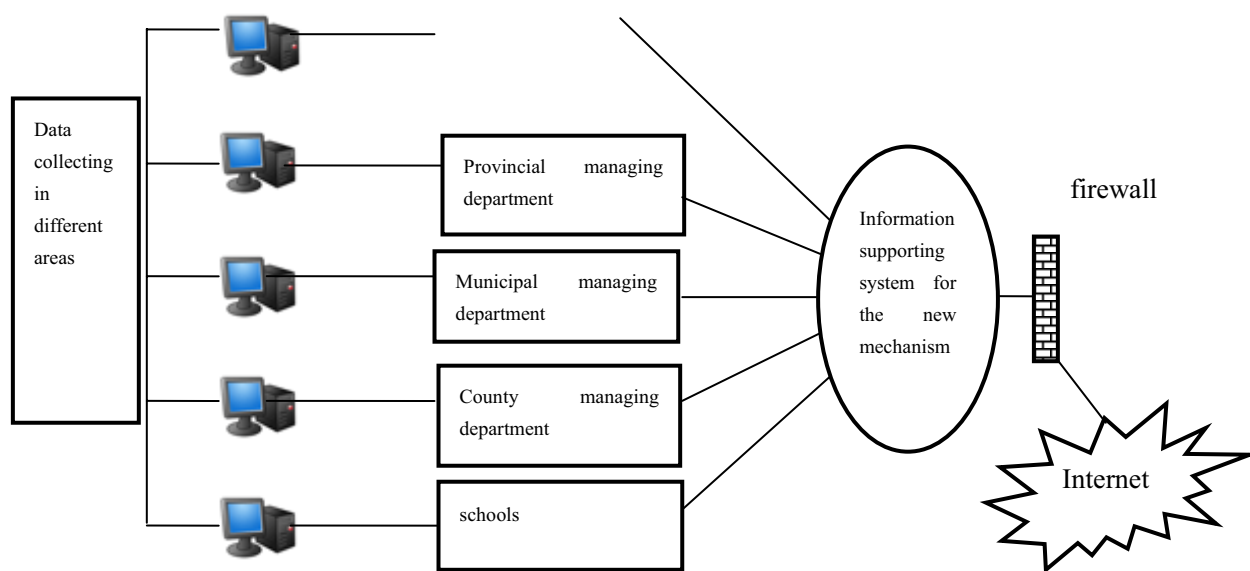 Data
collecting
in
different
areas
Provincial managing
department
Municipal managing
department
County managing
department
schools
Information
supporting
system for
the new
mechanism
firewall
Internet